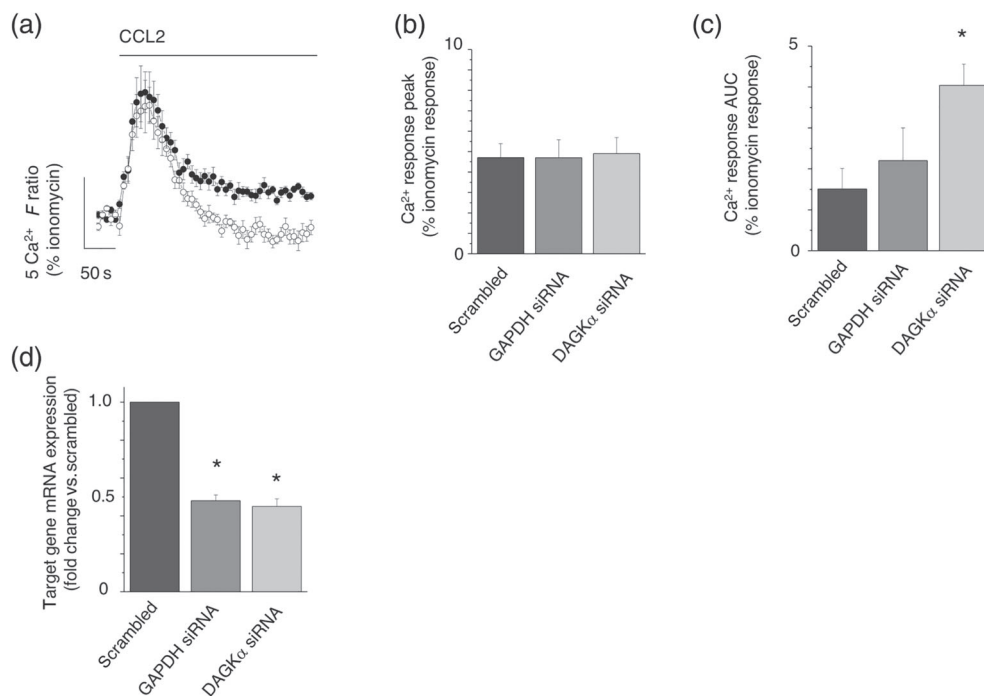 (a)
CCL2
5 Ca²⁺ F ratio
(% ionomycin)
50 s
(b)
10
0
Ca²⁺ response peak
(% ionomycin response)
Scrambled
GAPDH siRNA
DAGKα siRNA
(c)
5
0
Ca²⁺ response AUC
(% ionomycin response)
*
Scrambled
GAPDH siRNA
DAGKα siRNA
(d)
1.0
0.5
0
Target gene mRNA expression
(fold change vs. scrambled)
*
*
Scrambled
GAPDH siRNA
DAGKα siRNA